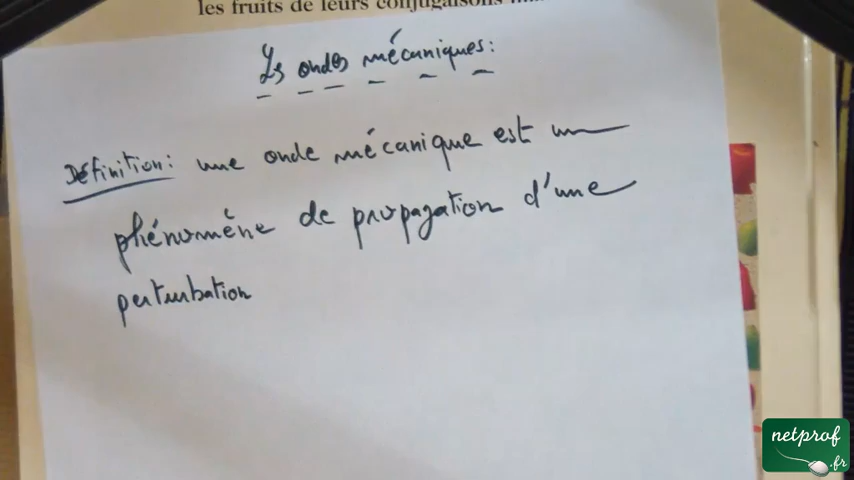 les fruits de leurs conjugaisons
Les ondes mécaniques:
Définition: une onde mécanique est un
phénomène de propagation d'une
perturbation
netprof
.fr